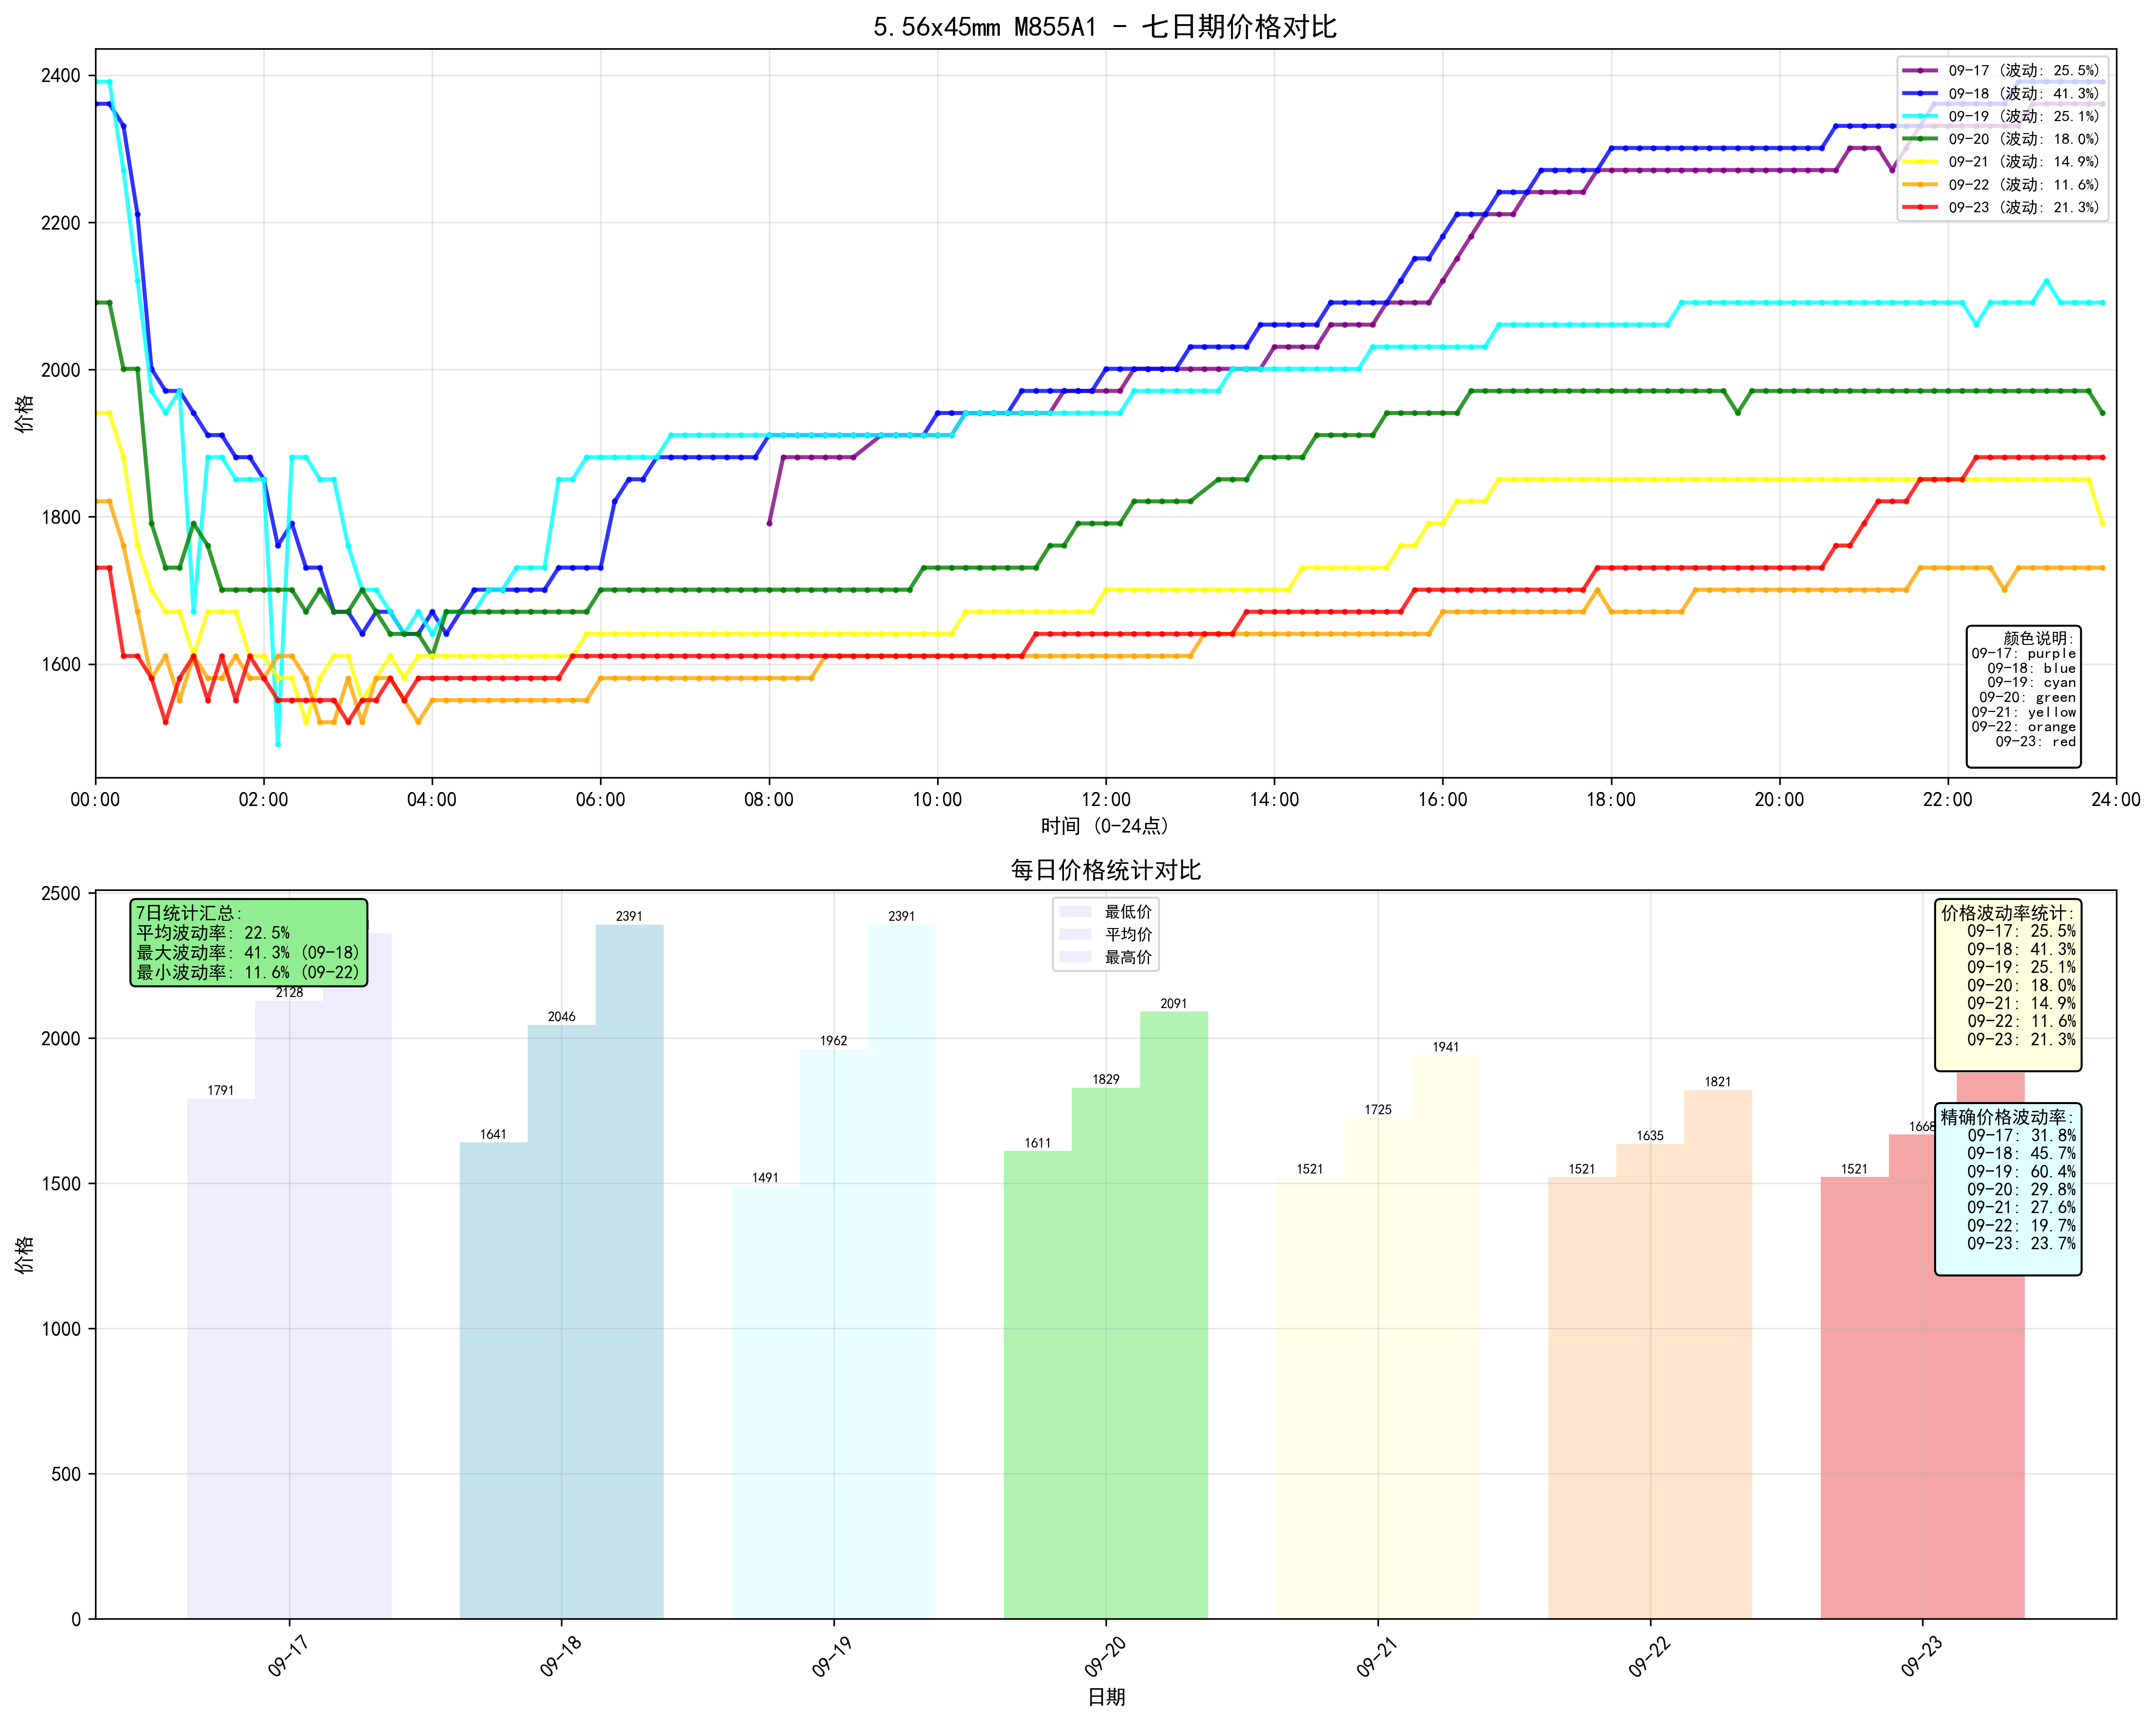 5.56x45mm M855A1 - 七日期价格对比
价格
2400
2200
2000
1800
1600
09-17 (波动: 25.5%)
09-18 (波动: 41.3%)
09-19 (波动: 25.1%)
09-20 (波动: 18.0%)
09-21 (波动: 14.9%)
09-22 (波动: 11.6%)
09-23 (波动: 21.3%)
颜色说明:
09-17: purple
09-18: blue
09-19: cyan
09-20: green
09-21: yellow
09-22: orange
09-23: red
00:00 02:00 04:00 06:00 08:00 10:00 12:00 14:00 16:00 18:00 20:00 22:00 24:00
时间 (0-24点)
每日价格统计对比
价格
2500
2000
1500
1000
500
0
7日统计汇总:
平均波动率: 22.5%
最大波动率: 41.3% (09-18)
最小波动率: 11.6% (09-22)
最低价
平均价
最高价
价格波动率统计:
09-17: 25.5%
09-18: 41.3%
09-19: 25.1%
09-20: 18.0%
09-21: 14.9%
09-22: 11.6%
09-23: 21.3%
精确价格波动率:
09-17: 31.8%
09-18: 45.7%
09-19: 60.4%
09-20: 29.8%
09-21: 27.6%
09-22: 19.7%
09-23: 23.7%
1791 2128
1641 2046 2391
1491 1962 2391
1611 1829 2091
1521 1725 1941
1521 1635 1821
1521 1668
09-17 09-18 09-19 09-20 09-21 09-22 09-23
日期